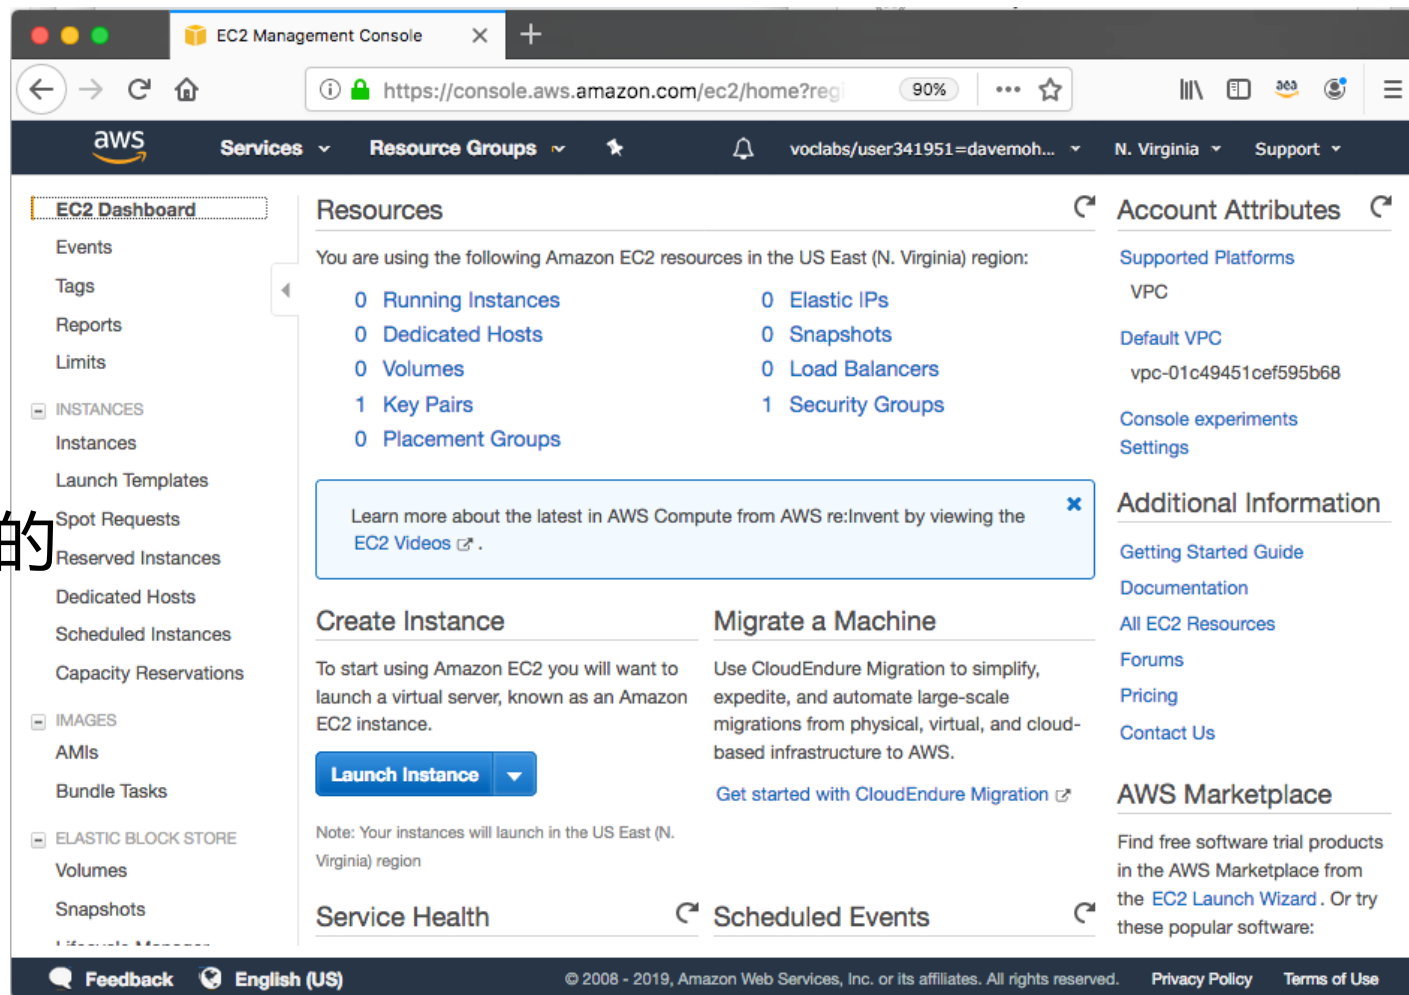 EC2 Management Console
https://console.aws.amazon.com/ec2/home?reg
90%
aws
Services
Resource Groups
voclabs/user341951=davemoh...
N. Virginia
Support
EC2 Dashboard
Events
Tags
Reports
Limits
INSTANCES
Instances
Launch Templates
Spot Requests
的
Reserved Instances
Dedicated Hosts
Scheduled Instances
Capacity Reservations
IMAGES
AMIs
Bundle Tasks
ELASTIC BLOCK STORE
Volumes
Snapshots
Lifecycle Manager
Resources
You are using the following Amazon EC2 resources in the US East (N. Virginia) region:
0 Running Instances
0 Elastic IPs
0 Dedicated Hosts
0 Snapshots
0 Volumes
0 Load Balancers
1 Key Pairs
1 Security Groups
0 Placement Groups
Learn more about the latest in AWS Compute from AWS re:Invent by viewing the
EC2 Videos .
Create Instance
To start using Amazon EC2 you will want to
launch a virtual server, known as an Amazon
EC2 instance.
Launch Instance
Note: Your instances will launch in the US East (N.
Virginia) region
Migrate a Machine
Use CloudEndure Migration to simplify,
expedite, and automate large-scale
migrations from physical, virtual, and cloud-
based infrastructure to AWS.
Get started with CloudEndure Migration
Service Health
Scheduled Events
Account Attributes
Supported Platforms
VPC
Default VPC
vpc-01c49451cef595b68
Console experiments
Settings
Additional Information
Getting Started Guide
Documentation
All EC2 Resources
Forums
Pricing
Contact Us
AWS Marketplace
Find free software trial products
in the AWS Marketplace from
the EC2 Launch Wizard . Or try
these popular software:
Feedback
English (US)
© 2008 - 2019, Amazon Web Services, Inc. or its affiliates. All rights reserved.
Privacy Policy
Terms of Use